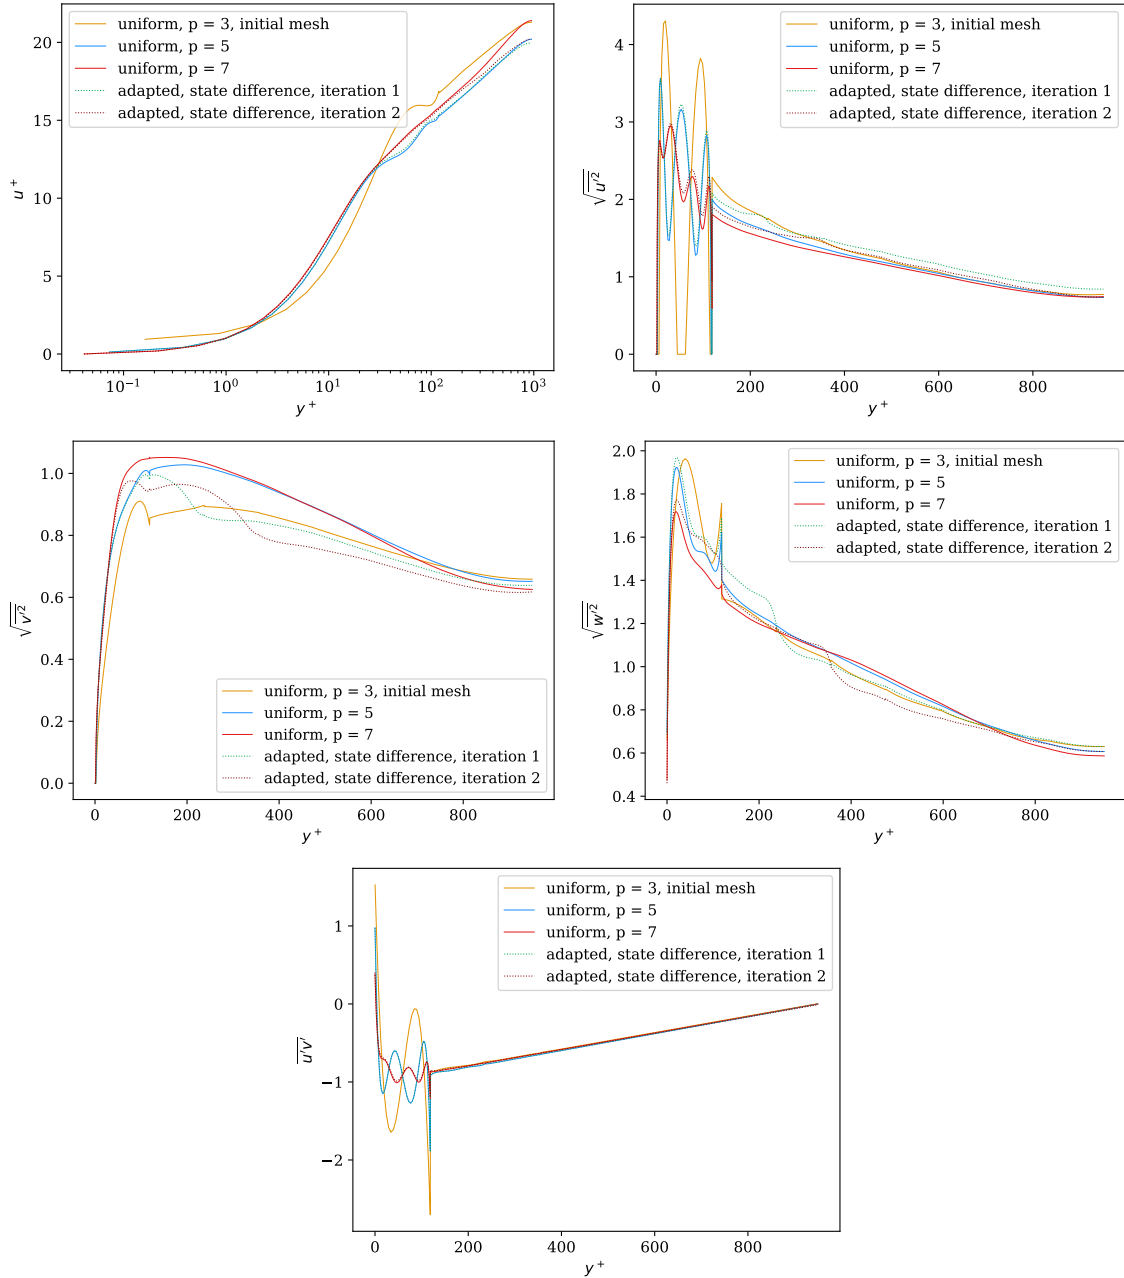 uniform, p = 3, initial mesh
uniform, p = 5
uniform, p = 7
adapted, state difference, iteration 1
adapted, state difference, iteration 2
u⁺
20
15
10
5
0
10⁻¹ 10⁰ 10¹ 10² 10³
y⁺
uniform, p = 3, initial mesh
uniform, p = 5
uniform, p = 7
adapted, state difference, iteration 1
adapted, state difference, iteration 2
√u′²
4
3
2
1
0
0 200 400 600 800
y⁺
√v′²
1.0
0.8
0.6
0.4
0.2
0.0
uniform, p = 3, initial mesh
uniform, p = 5
uniform, p = 7
adapted, state difference, iteration 1
adapted, state difference, iteration 2
0 200 400 600 800
y⁺
uniform, p = 3, initial mesh
uniform, p = 5
uniform, p = 7
adapted, state difference, iteration 1
adapted, state difference, iteration 2
√w′²
2.0
1.8
1.6
1.4
1.2
1.0
0.8
0.6
0.4
0 200 400 600 800
y⁺
uniform, p = 3, initial mesh
uniform, p = 5
uniform, p = 7
adapted, state difference, iteration 1
adapted, state difference, iteration 2
u′v′
1
0
−1
−2
0 200 400 600 800
y⁺